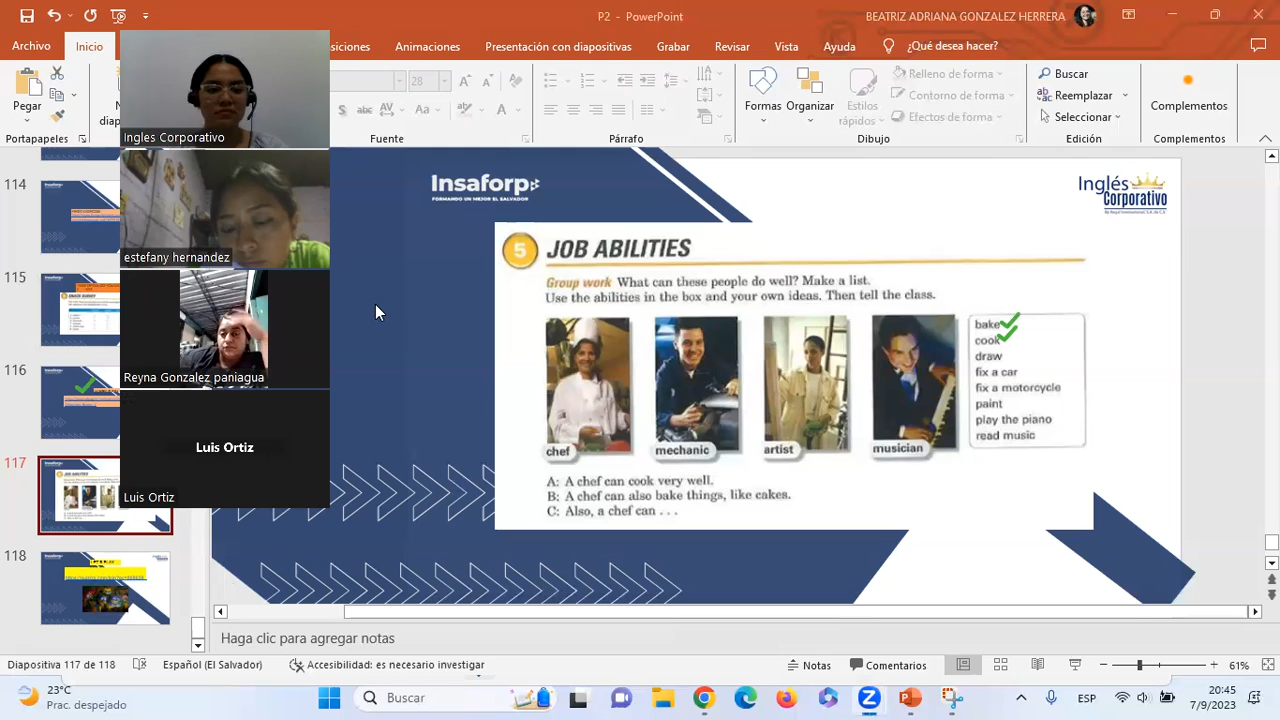 P2 - PowerPoint
BEATRIZ ADRIANA GONZALEZ HERRERA
Archivo
Inicio
siciones
Animaciones
Presentación con diapositivas
Grabar
Revisar
Vista
Ayuda
¿Qué desea hacer?
Pegar
Portapapeles
28
Aa
Fuente
Párrafo
Formas
Organizar
Estilos
rápidos
Relleno de forma
Contorno de forma
Efectos de forma
Dibujo
Buscar
Reemplazar
Seleccionar
Edición
Complementos
Complementos
Ingles Corporativo
estefany hernandez
Reyna Gonzalez paniagua
Luis Ortiz
Luis Ortiz
114
115
116
117
118
Insaforp
FORMANDO UN MEJOR EL SALVADOR
Inglés
Corporativo
5 JOB ABILITIES
Group work What can these people do well? Make a list.
Use the abilities in the box and your own ideas. Then tell the class.
chef
mechanic
artist
musician
bake
cook
draw
fix a car
fix a motorcycle
paint
play the piano
read music
A: A chef can cook very well.
B: A chef can also bake things, like cakes.
C: Also, a chef can . . .
Haga clic para agregar notas
Diapositiva 117 de 118
Español (El Salvador)
Accesibilidad: es necesario investigar
Notas
Comentarios
61%
23°C
Prac. despejado
Buscar
ESP
20:45
7/9/2023